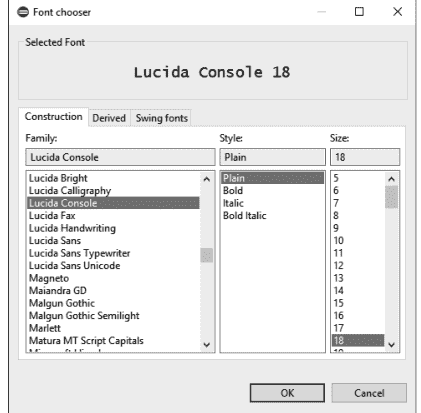 Font chooser
Selected Font
Lucida Console 18
Construction Derived Swing fonts
Family: Style: Size:
Lucida Console Plain 18
Lucida Bright Plain 5
Lucida Calligraphy Bold 6
Lucida Console Italic 7
Lucida Fax Bold Italic 8
Lucida Handwriting 9
Lucida Sans 10
Lucida Sans Typewriter 11
Lucida Sans Unicode 12
Magneto 13
Maiandra GD 14
Malgun Gothic 15
Malgun Gothic Semilight 16
Marlett 17
Matura MT Script Capitals 18
OK Cancel